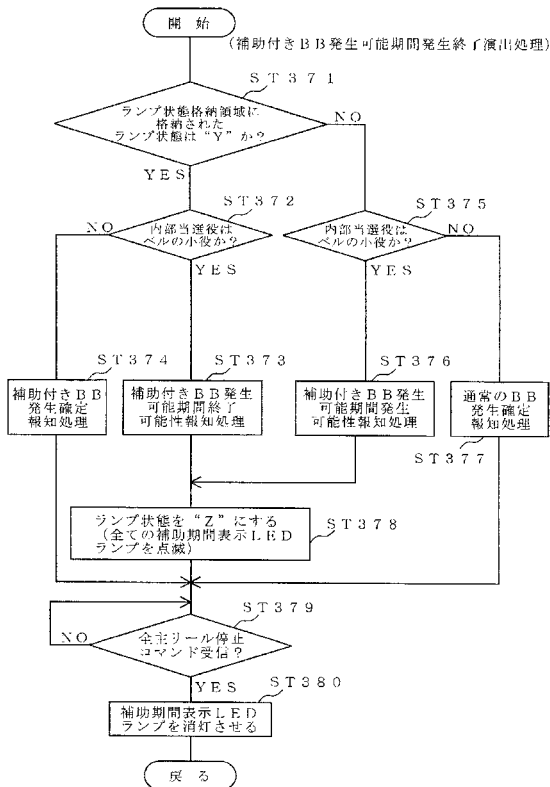 開 始
(補助付きBB発生可能期間発生終了演出処理)
ST371
ランプ状態格納領域に
格納された
ランプ状態は“Y”か？
NO
YES
ST372
内部当選役は
ベルの小役か？
NO
YES
ST375
内部当選役は
ベルの小役か？
YES
NO
ST374
補助付きBB
発生確定
報知処理
ST373
補助付きBB発生
可能期間終了
可能性報知処理
ST376
補助付きBB発生
可能期間発生
可能性報知処理
通常のBB
発生確定
報知処理
ST377
ランプ状態を“Z”にする
(全ての補助期間表示LED
ランプを点滅)
ST378
ST379
全主リール停止
コマンド受信？
NO
YES
ST380
補助期間表示LED
ランプを消灯させる
戻 る